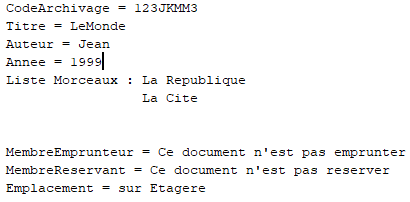 CodeArchivage = 123JKMM3
Titre = LeMonde
Auteur = Jean
Annee = 1999
Liste Morceaux : La Republique
La Cite
MembreEmprunteur = Ce document n'est pas emprunter
MembreReservant = Ce document n'est pas reserver
Emplacement = sur Etagere